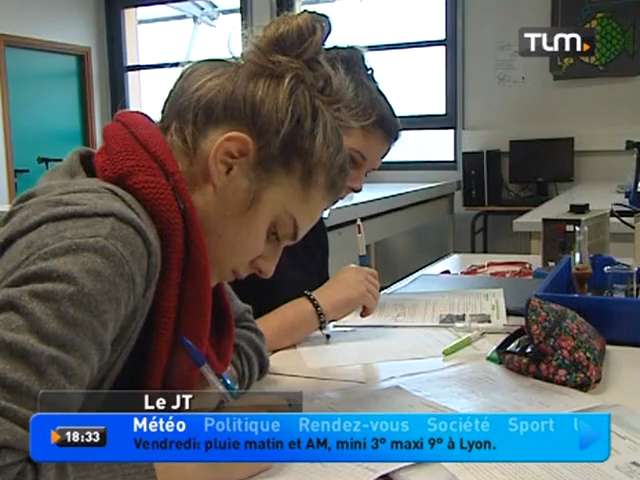 TLM
Le JT
Météo Politique Rendez-vous Société Sport
18:33
Vendredi: pluie matin et AM, mini 3° maxi 9° à Lyon.